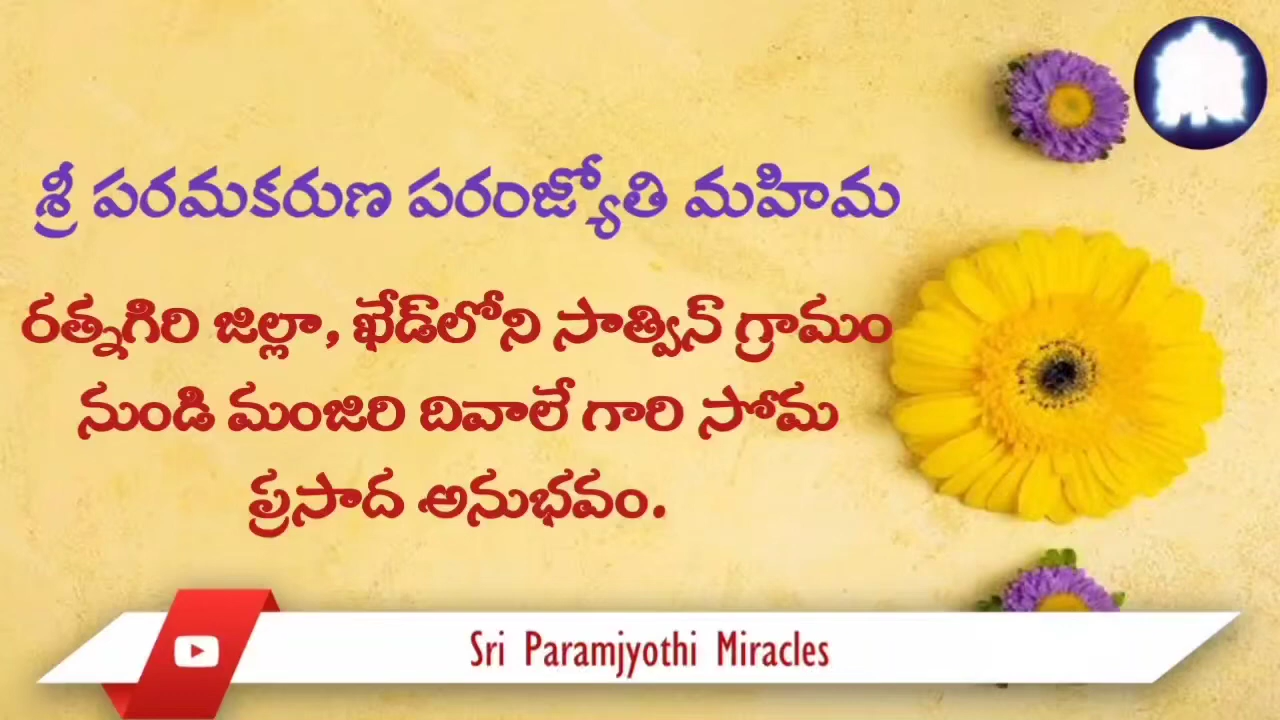 శ్రీ పరమకరుణ పరంజ్యోతి మహిమ
రత్నగిరి జిల్లా, ఖేడ్‌లోని సాత్విన్ గ్రామం
నుండి మంజిరి దివాలే గారి సోమ
ప్రసాద అనుభవం.
Sri Paramjyothi Miracles